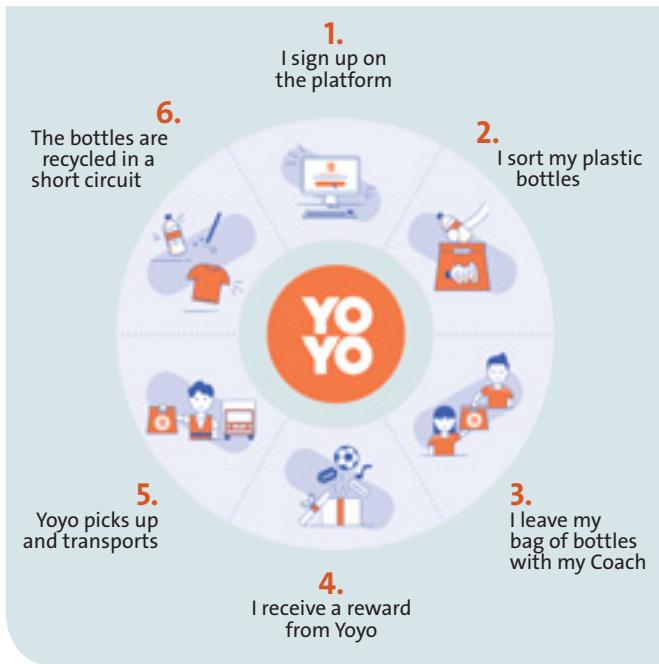 1.
I sign up on
the platform
2.
I sort my plastic
bottles
3.
I leave my
bag of bottles
with my Coach
4.
I receive a reward
from Yoyo
5.
Yoyo picks up
and transports
6.
The bottles are
recycled in a
short circuit
YO
YO